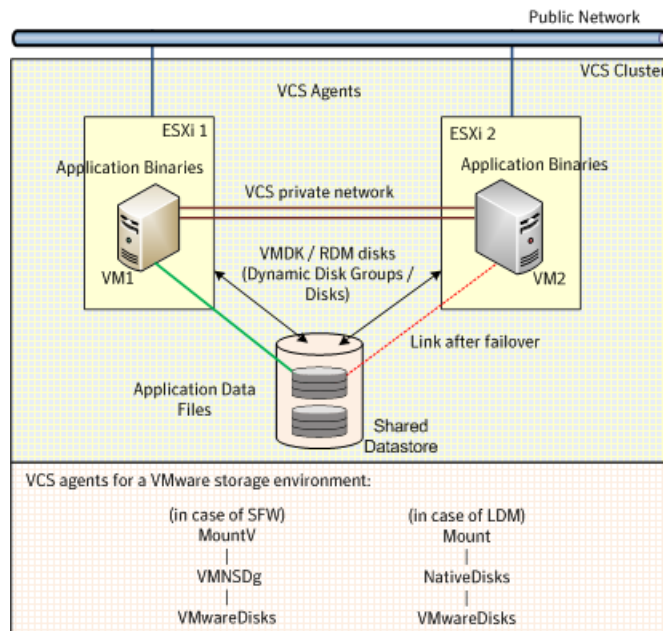 Public Network
VCS Cluster
VCS Agents
ESXi 1
ESXi 2
Application Binaries
Application Binaries
VCS private network
VM1
VMDK / RDM disks
(Dynamic Disk Groups /
Disks)
VM2
Link after failover
Application Data
Files
Shared
Datastore
VCS agents for a VMware storage environment:
(in case of SFW)
MountV
|
VMNSDg
|
VMwareDisks
(in case of LDM)
Mount
|
NativeDisks
|
VMwareDisks